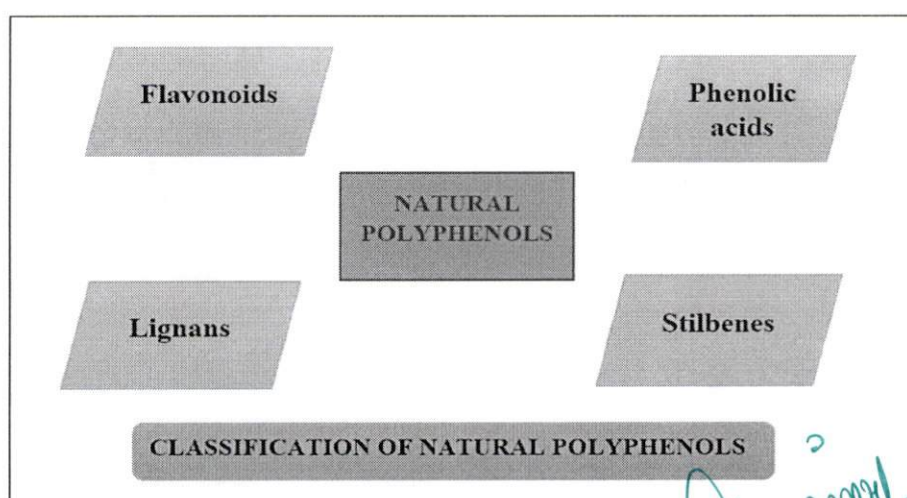 Flavonoids
Phenolic
acids
NATURAL
POLYPHENOLS
Lignans
Stilbenes
CLASSIFICATION OF NATURAL POLYPHENOLS